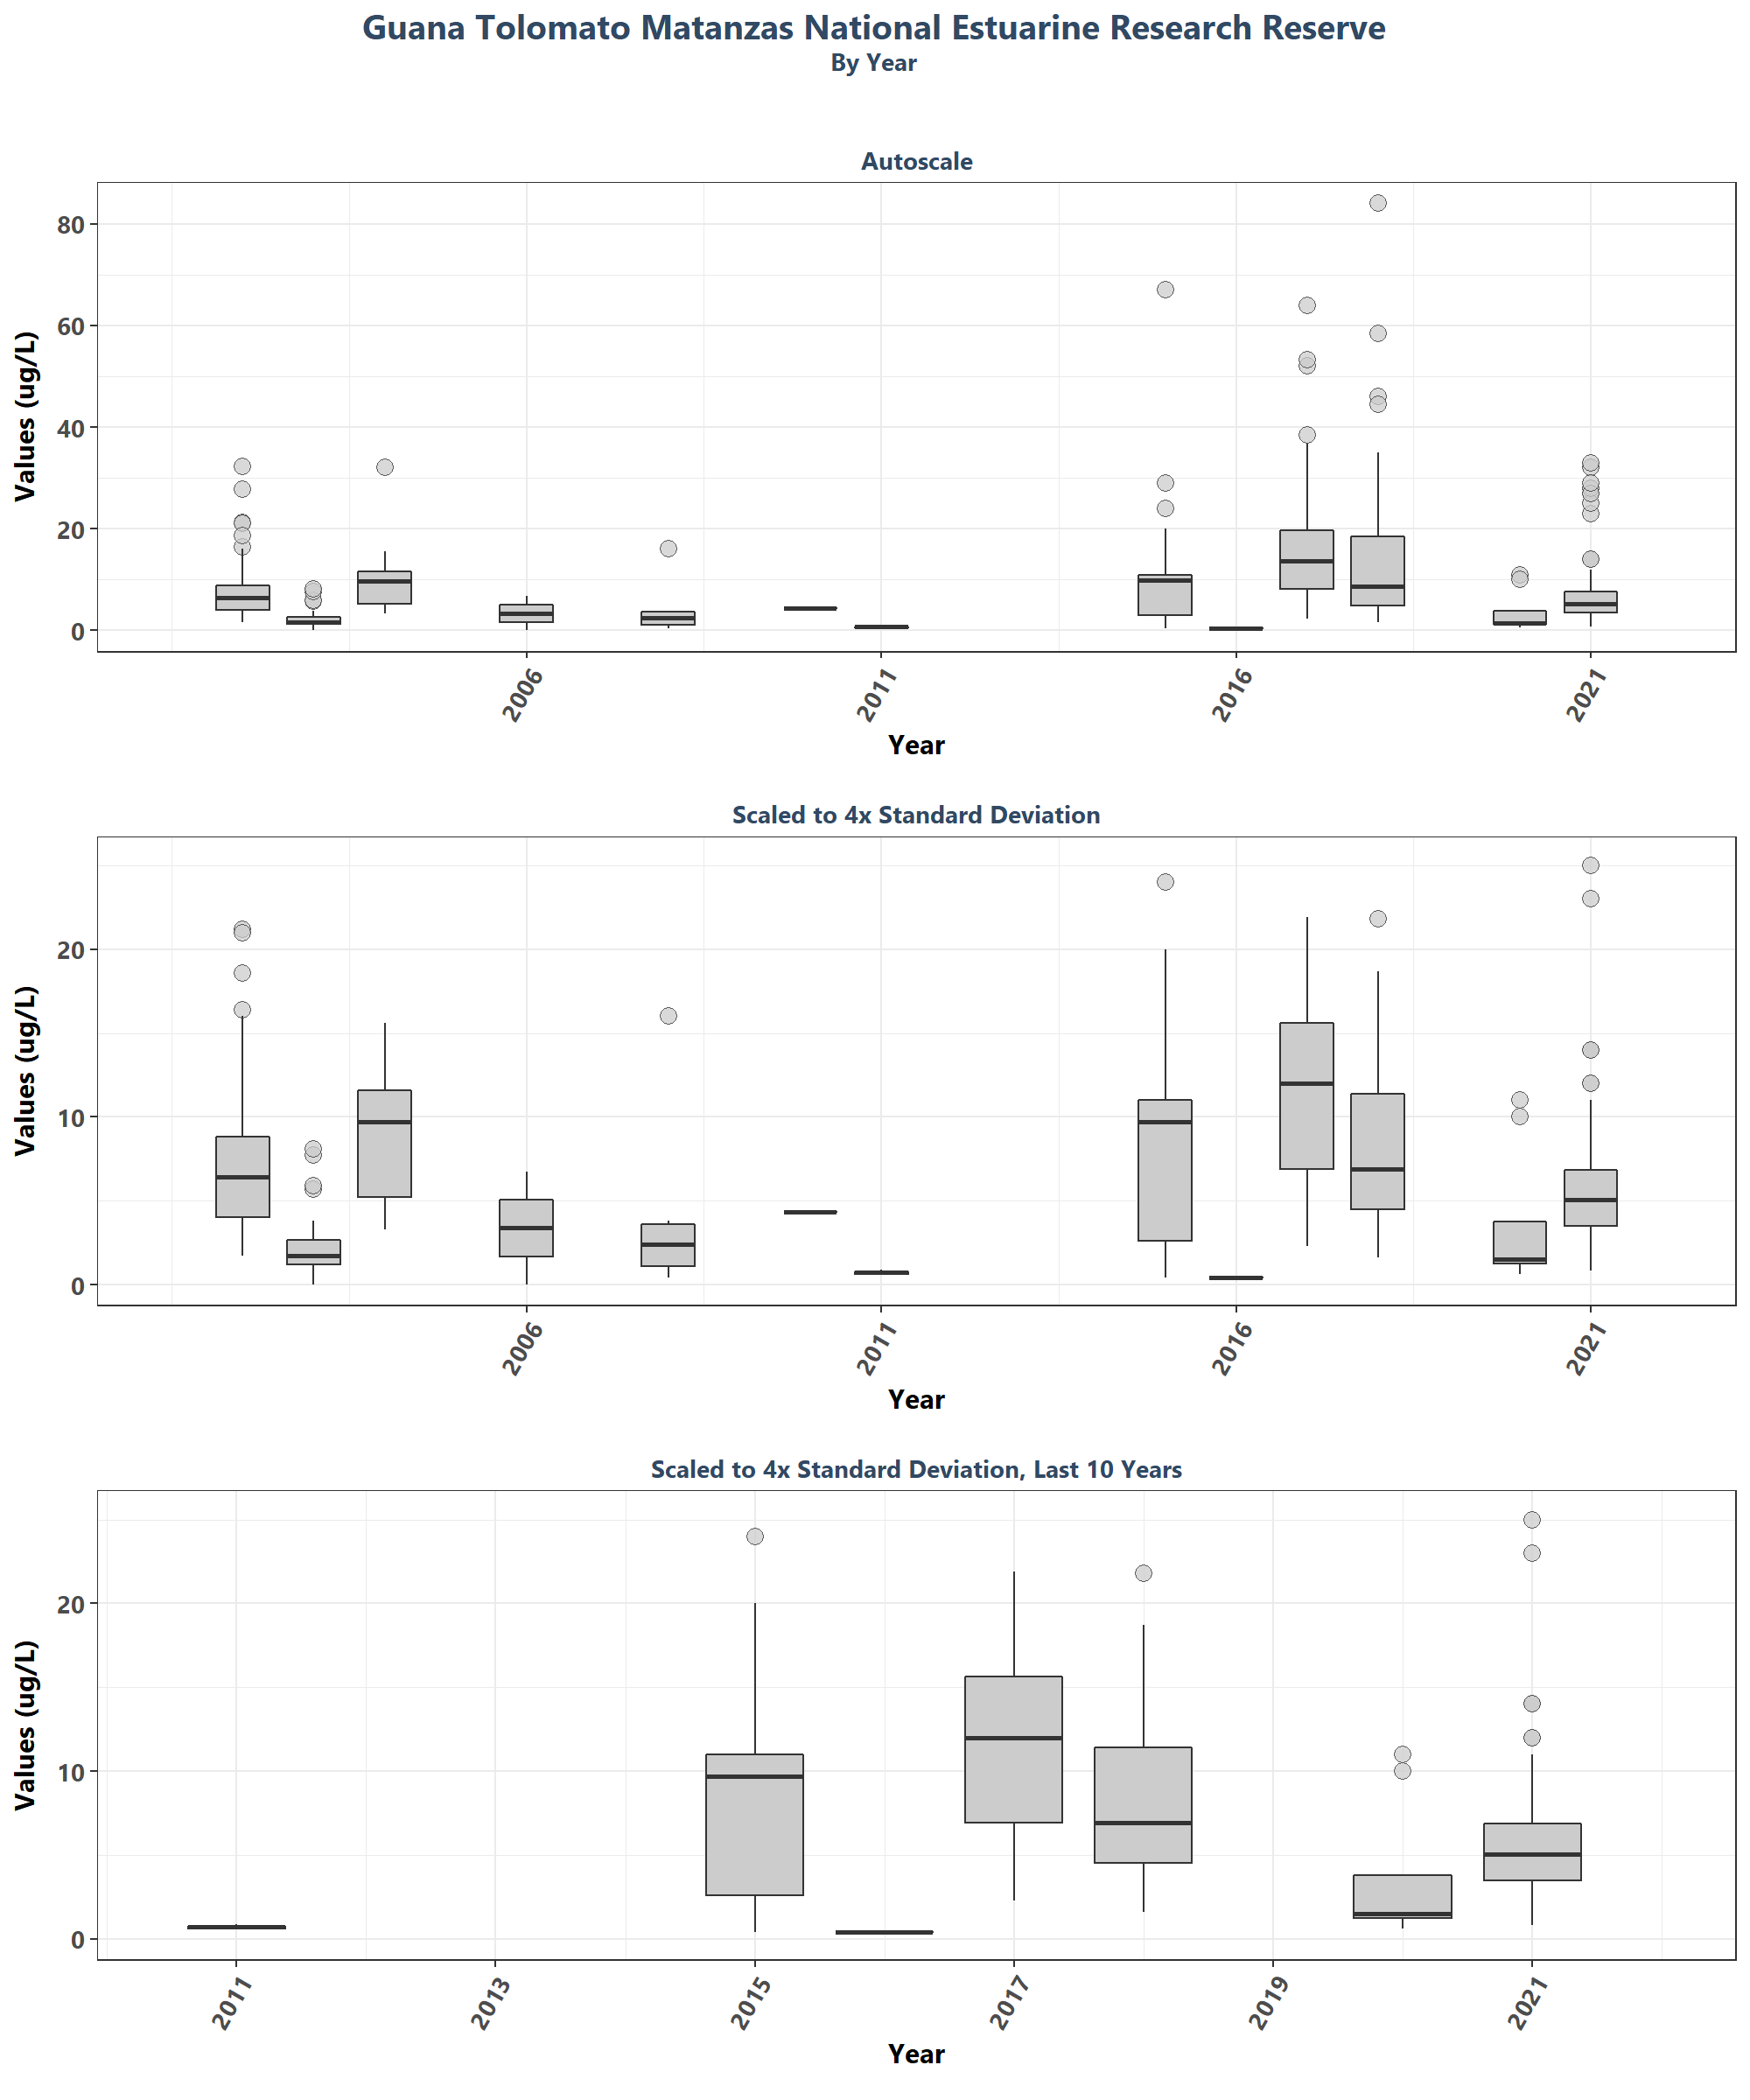 Guana Tolomato Matanzas National Estuarine Research Reserve
By Year
Autoscale
Values (ug/L)
80
60
40
20
0
2006
2011
2016
2021
Year
Scaled to 4x Standard Deviation
Values (ug/L)
20
10
0
2006
2011
2016
2021
Year
Scaled to 4x Standard Deviation, Last 10 Years
Values (ug/L)
20
10
0
2011
2013
2015
2017
2019
2021
Year